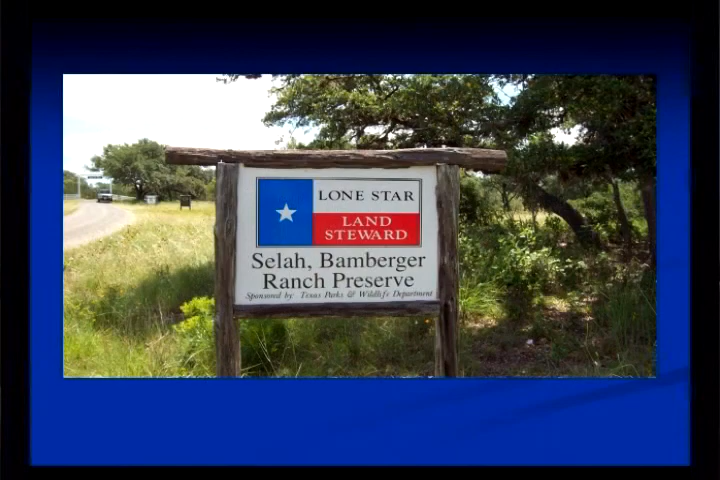 LONE STAR
LAND
STEWARD
Selah, Bamberger
Ranch Preserve
Sponsored by: Texas Parks & Wildlife Department